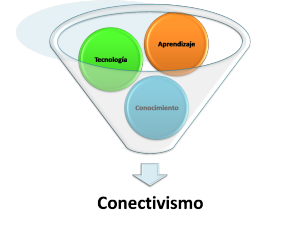 Aprendizaje
Tecnología
Conocimiento
Conectivismo